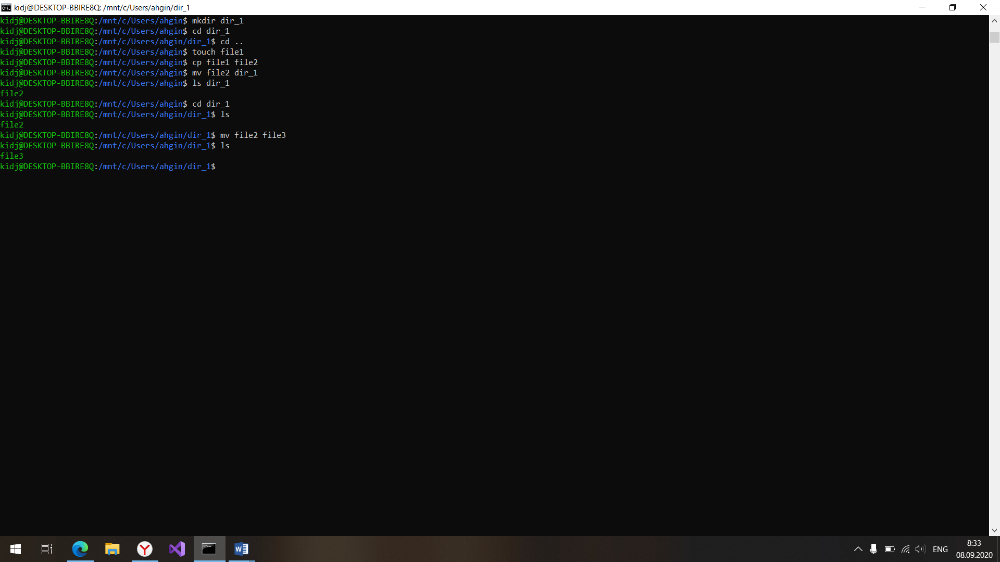 kidj@DESKTOP-BBIRE8Q: /mnt/c/Users/ahgin/dir_1
kidj@DESKTOP-BBIRE8Q:/mnt/c/Users/ahgin$ mkdir dir_1
kidj@DESKTOP-BBIRE8Q:/mnt/c/Users/ahgin$ cd dir_1
kidj@DESKTOP-BBIRE8Q:/mnt/c/Users/ahgin/dir_1$ cd ..
kidj@DESKTOP-BBIRE8Q:/mnt/c/Users/ahgin$ touch file1
kidj@DESKTOP-BBIRE8Q:/mnt/c/Users/ahgin$ cp file1 file2
kidj@DESKTOP-BBIRE8Q:/mnt/c/Users/ahgin$ mv file2 dir_1
kidj@DESKTOP-BBIRE8Q:/mnt/c/Users/ahgin$ ls dir_1
file2
kidj@DESKTOP-BBIRE8Q:/mnt/c/Users/ahgin$ cd dir_1
kidj@DESKTOP-BBIRE8Q:/mnt/c/Users/ahgin/dir_1$ ls
file2
kidj@DESKTOP-BBIRE8Q:/mnt/c/Users/ahgin/dir_1$ mv file2 file3
kidj@DESKTOP-BBIRE8Q:/mnt/c/Users/ahgin/dir_1$ ls
file3
kidj@DESKTOP-BBIRE8Q:/mnt/c/Users/ahgin/dir_1$
ENG
8:33
08.09.2020